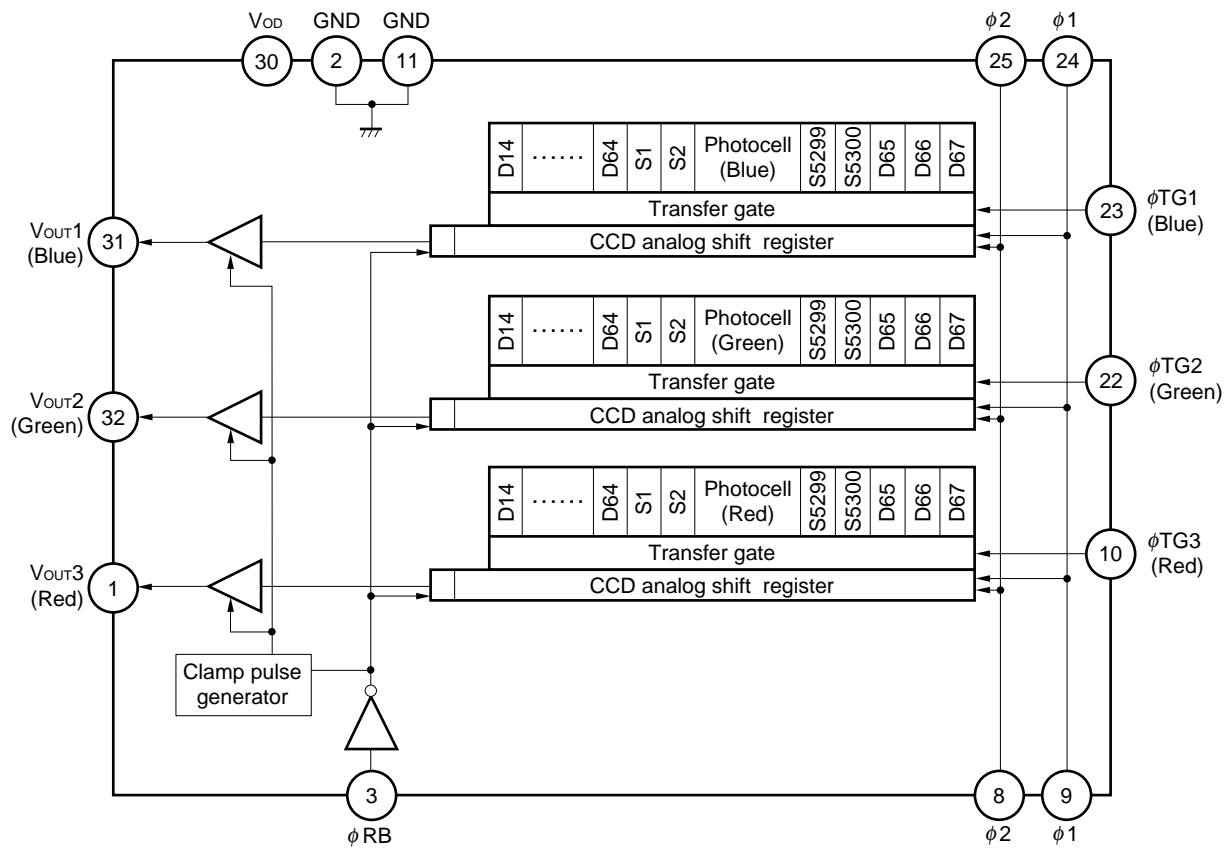 VOD GND GND φ2 φ1
30 2 11 25 24
D14 ······ D64 S1 S2 Photocell (Blue) S5299 S5300 D65 D66 D67
Transfer gate
23 φTG1 (Blue)
VOUT1 (Blue) 31
CCD analog shift register
D14 ······ D64 S1 S2 Photocell (Green) S5299 S5300 D65 D66 D67
Transfer gate
22 φTG2 (Green)
VOUT2 (Green) 32
CCD analog shift register
D14 ······ D64 S1 S2 Photocell (Red) S5299 S5300 D65 D66 D67
Transfer gate
10 φTG3 (Red)
VOUT3 (Red) 1
CCD analog shift register
Clamp pulse
generator
3 8 9
φRB φ2 φ1